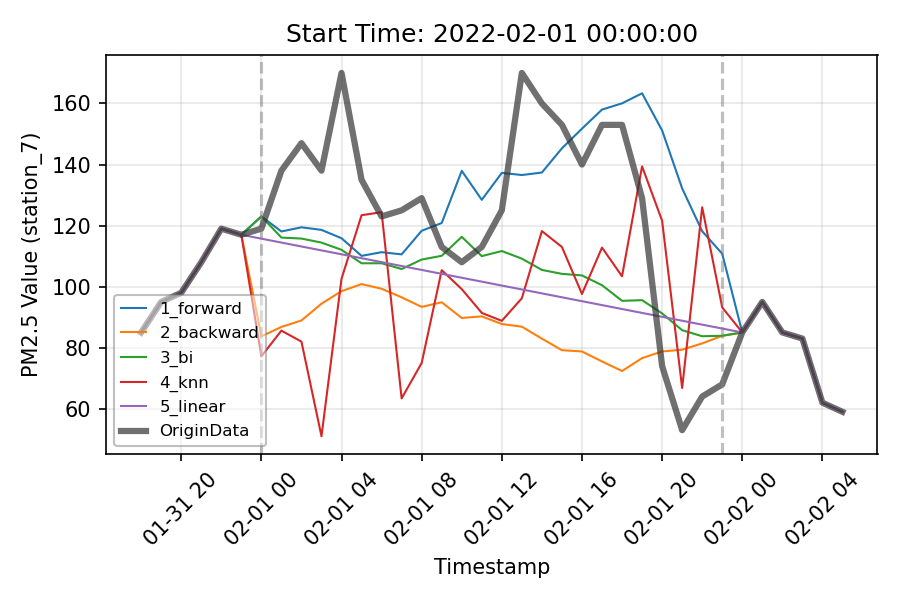 Start Time: 2022-02-01 00:00:00
PM2.5 Value (station_7)
160
140
120
100
80
60
1_forward
2_backward
3_bi
4_knn
5_linear
OriginData
01-31 20
02-01 00
02-01 04
02-01 08
02-01 12
02-01 16
02-01 20
02-02 00
02-02 04
Timestamp